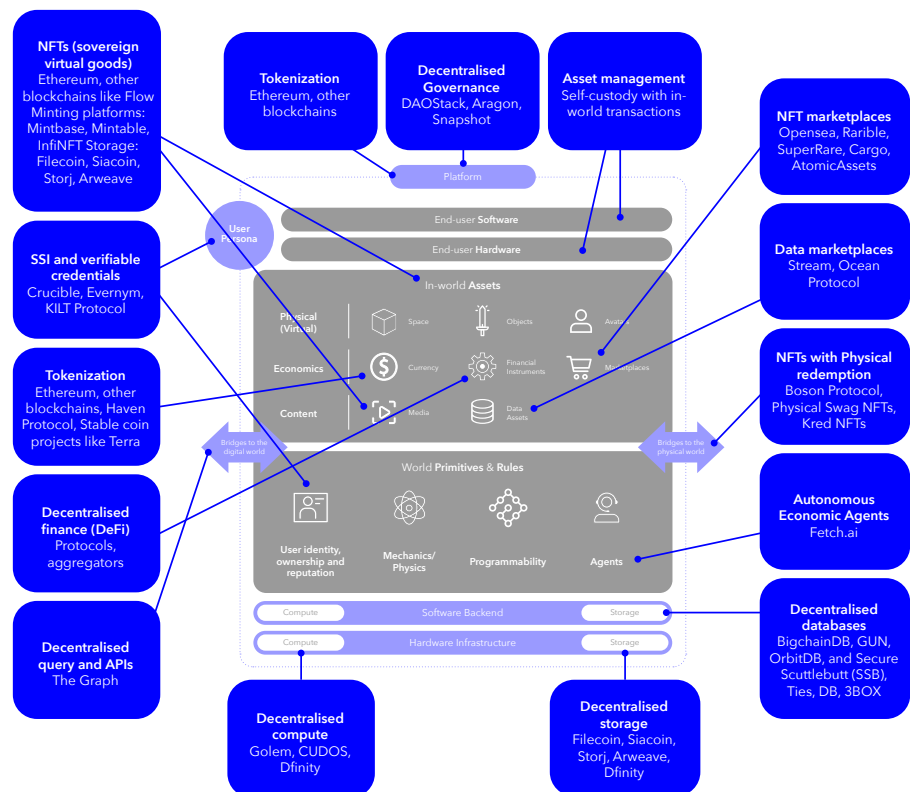 NFTs (sovereign
virtual goods)
Ethereum, other
blockchains like Flow
Minting platforms:
Mintbase, Mintable,
InfiNFT Storage:
Filecoin, Siacoin,
Storj, Arweave
Tokenization
Ethereum, other
blockchains
Decentralised
Governance
DAOStack, Aragon,
Snapshot
Asset management
Self-custody with in-
world transactions
NFT marketplaces
Opensea, Rarible,
SuperRare, Cargo,
AtomicAssets
Platform
User
Persona
End-user Software
End-user Hardware
SSI and verifiable
credentials
Crucible, Evernym,
KILT Protocol
Data marketplaces
Stream, Ocean
Protocol
In-world Assets
Physical
(Virtual)
Space
Objects
Avatars
Economics
Currency
Financial
Instruments
Marketplaces
Content
Media
Data
Assets
Tokenization
Ethereum, other
blockchains, Haven
Protocol, Stable coin
projects like Terra
NFTs with Physical
redemption
Boson Protocol,
Physical Swag NFTs,
Kred NFTs
Bridges to the
digital world
Bridges to the
physical world
World Primitives & Rules
User identity,
ownership and
reputation
Mechanics/
Physics
Programmability
Agents
Decentralised
finance (DeFi)
Protocols,
aggregators
Autonomous
Economic Agents
Fetch.ai
Compute
Software Backend
Storage
Compute
Hardware Infrastructure
Storage
Decentralised
query and APIs
The Graph
Decentralised
databases
BigchainDB, GUN,
OrbitDB, and Secure
Scuttlebutt (SSB),
Ties, DB, 3BOX
Decentralised
compute
Golem, CUDOS,
Dfinity
Decentralised
storage
Filecoin, Siacoin,
Storj, Arweave,
Dfinity